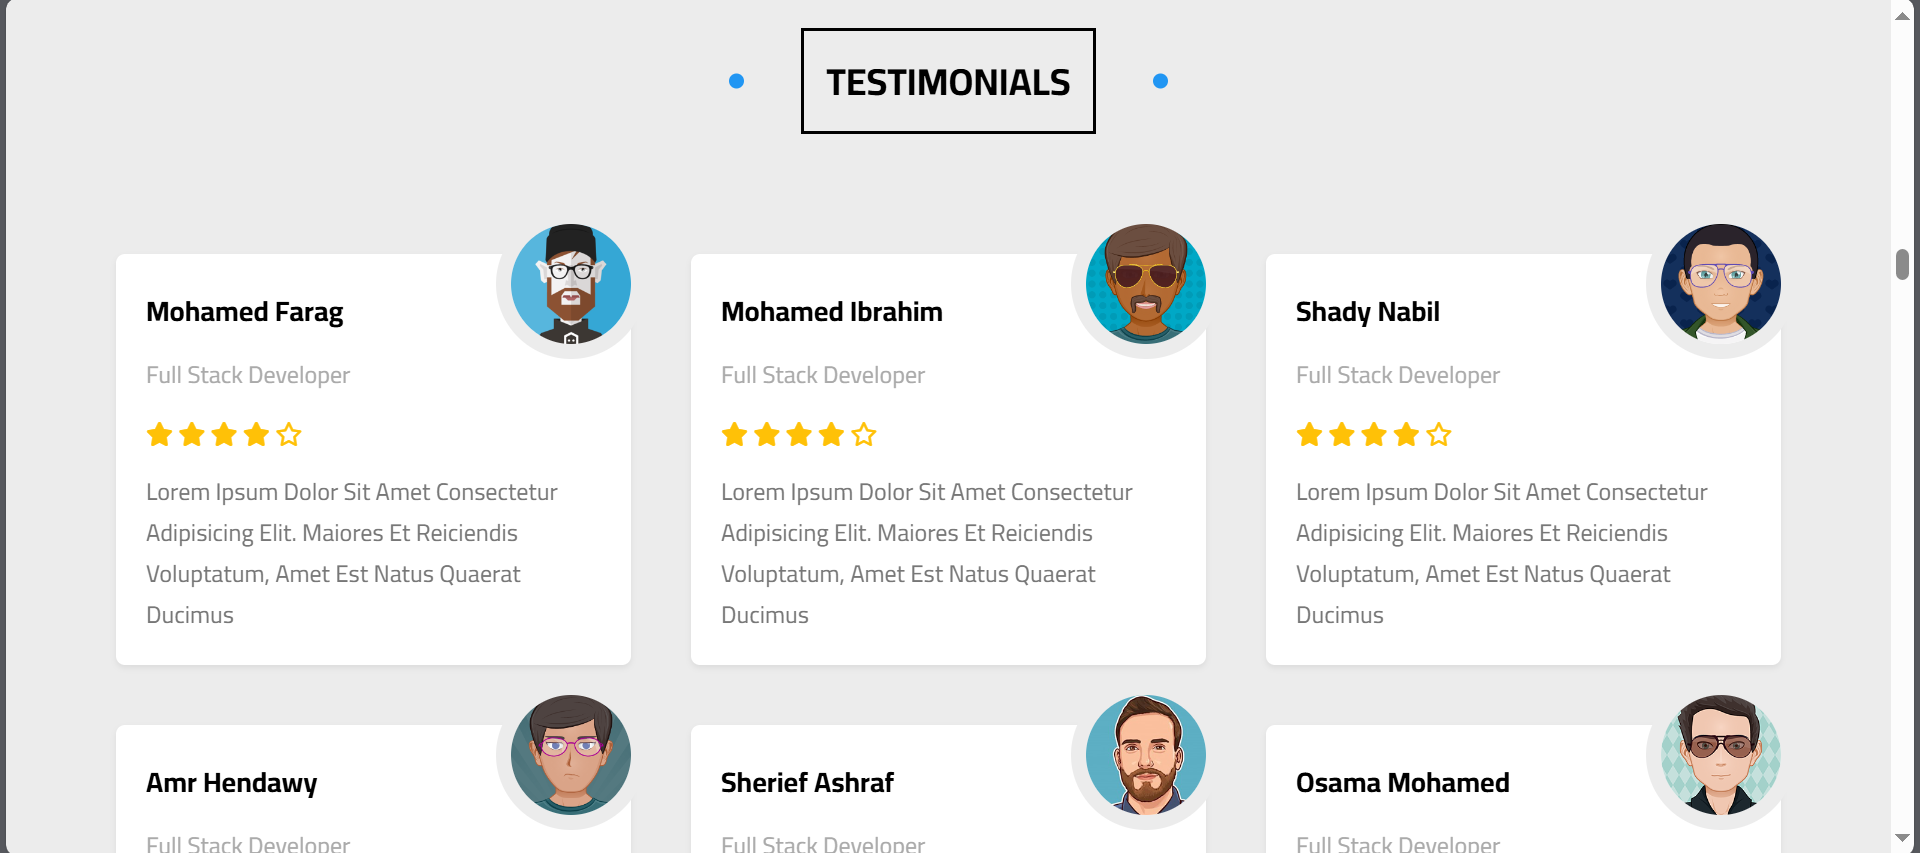 TESTIMONIALS
Mohamed Farag
Full Stack Developer
Lorem Ipsum Dolor Sit Amet Consectetur
Adipisicing Elit. Maiores Et Reiciendis
Voluptatum, Amet Est Natus Quaerat
Ducimus
Mohamed Ibrahim
Full Stack Developer
Lorem Ipsum Dolor Sit Amet Consectetur
Adipisicing Elit. Maiores Et Reiciendis
Voluptatum, Amet Est Natus Quaerat
Ducimus
Shady Nabil
Full Stack Developer
Lorem Ipsum Dolor Sit Amet Consectetur
Adipisicing Elit. Maiores Et Reiciendis
Voluptatum, Amet Est Natus Quaerat
Ducimus
Amr Hendawy
Full Stack Developer
Sherief Ashraf
Full Stack Developer
Osama Mohamed
Full Stack Developer